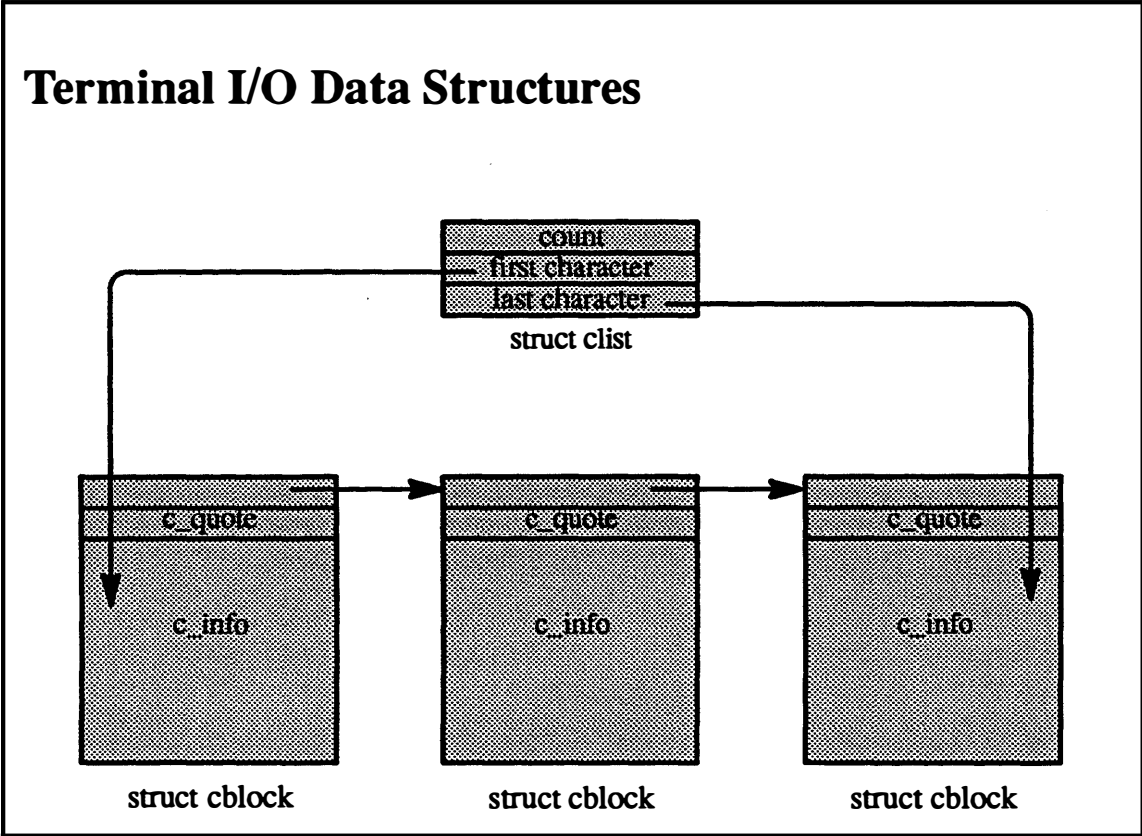 Terminal I/O Data Structures
count
first character
last character
struct clist
c_quote
c_quote
c_quote
c_info
c_info
c_info
struct cblock
struct cblock
struct cblock